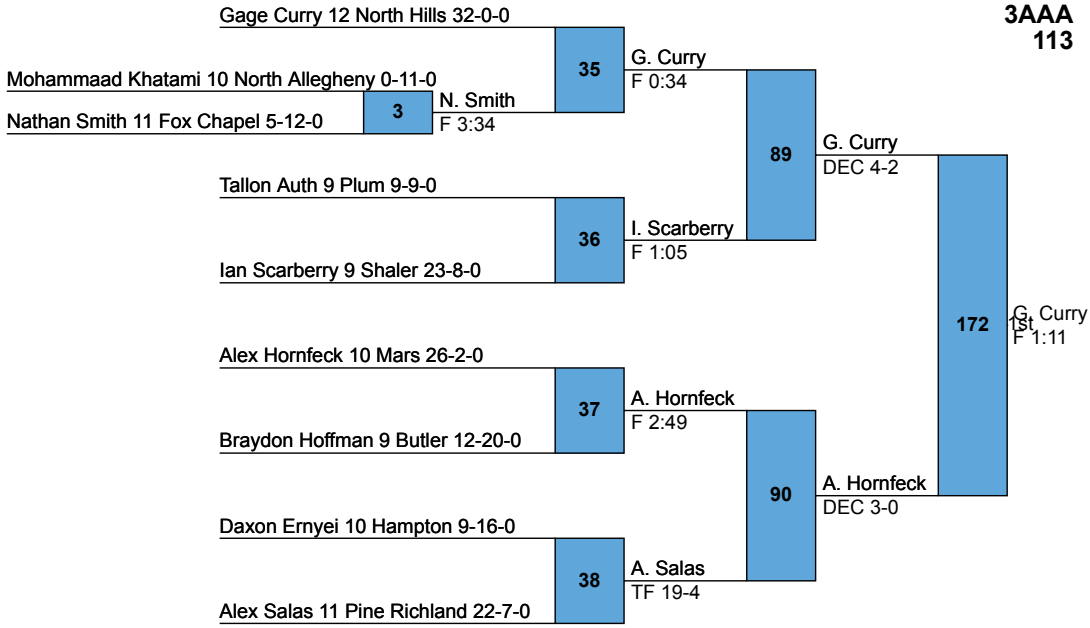 3AAA
113
Gage Curry 12 North Hills 32-0-0
35
G. Curry
F 0:34
Mohammaad Khatami 10 North Allegheny 0-11-0
3
N. Smith
F 3:34
Nathan Smith 11 Fox Chapel 5-12-0
89
G. Curry
DEC 4-2
Tallon Auth 9 Plum 9-9-0
36
I. Scarberry
F 1:05
Ian Scarberry 9 Shaler 23-8-0
172
G. Curry
1st
F 1:11
Alex Hornfeck 10 Mars 26-2-0
37
A. Hornfeck
F 2:49
Braydon Hoffman 9 Butler 12-20-0
90
A. Hornfeck
DEC 3-0
Daxon Ernyei 10 Hampton 9-16-0
38
A. Salas
TF 19-4
Alex Salas 11 Pine Richland 22-7-0